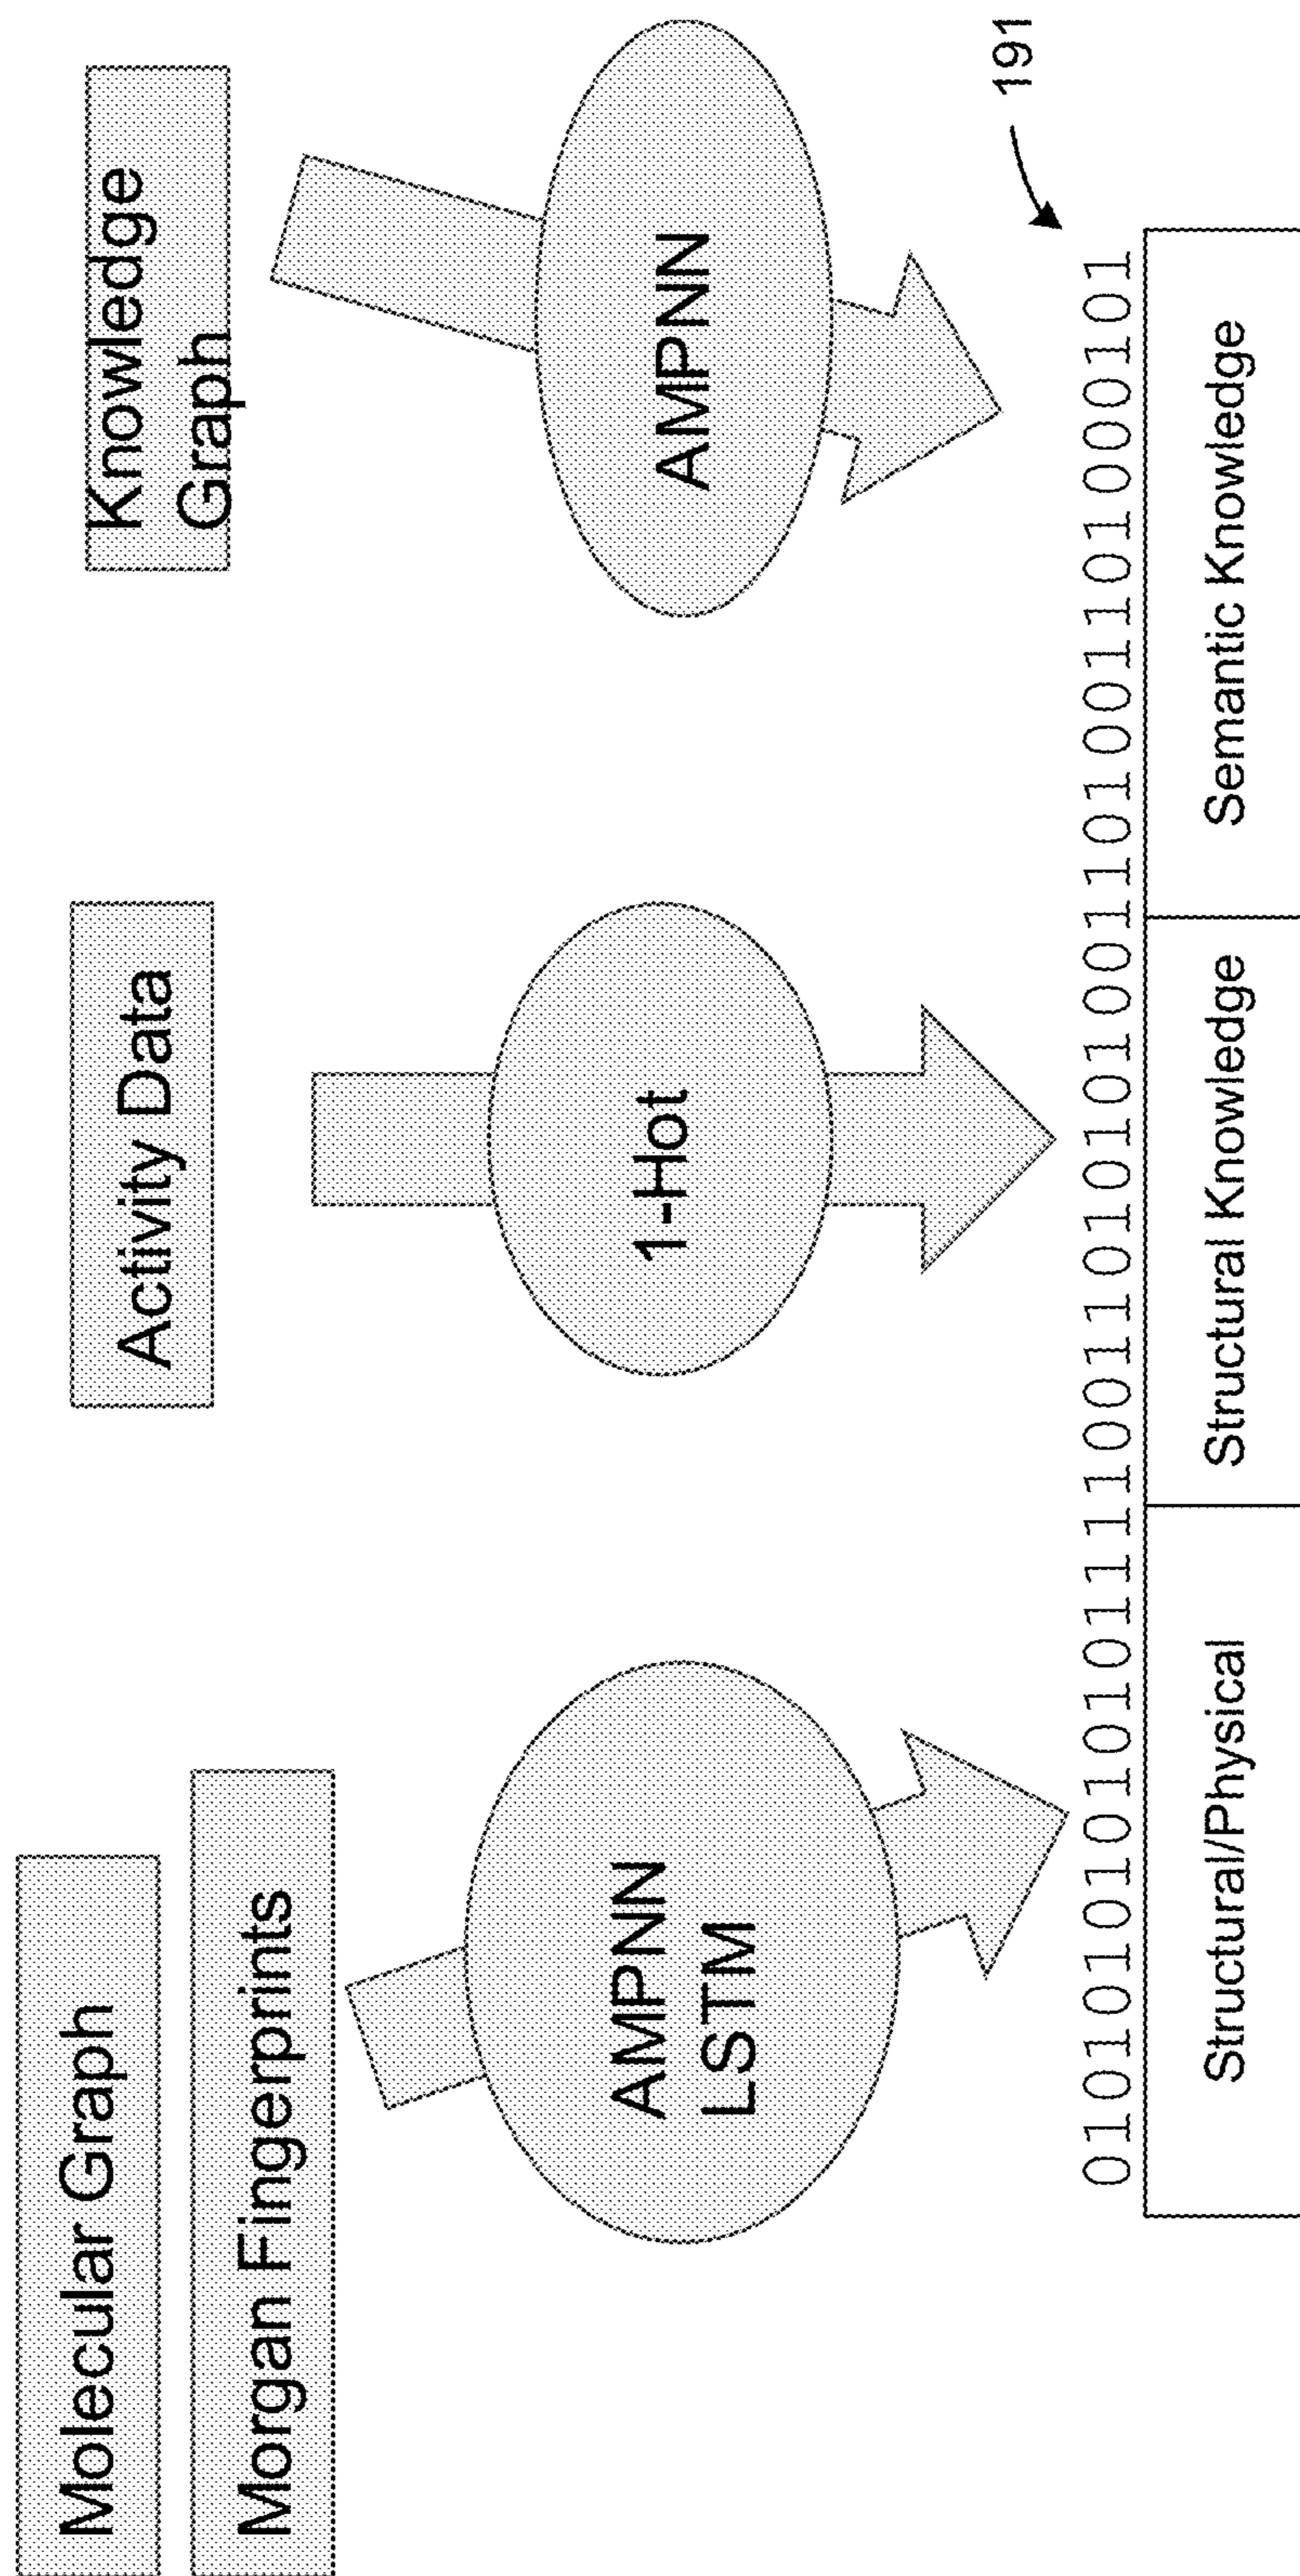 Molecular Graph
Morgan Fingerprints
Activity Data
Knowledge
Graph
AMPNN
LSTM
1-Hot
AMPNN
191
010101010101011110011010101001101001101000101
Structural/Physical
Structural Knowledge
Semantic Knowledge